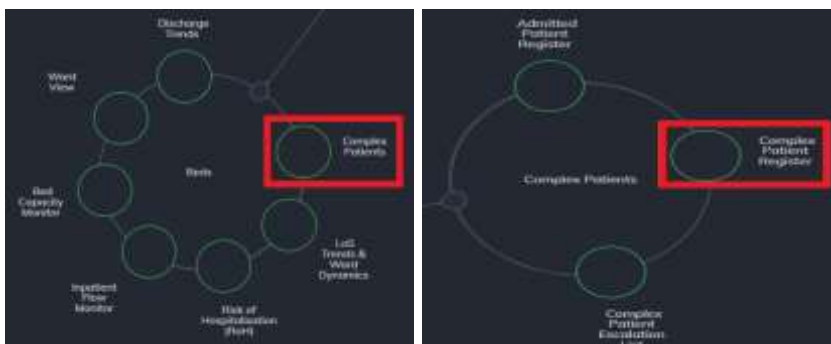 Discharge
Trends
Ward
View
Beds
Complex
Patients
Bed
Capacity
Monitor
Inpatient
Flow
Monitor
Risk of
Hospitalisation
(RoH)
LoS
Trends &
Ward
Dynamics
Admitted
Patient
Register
Complex Patients
Complex
Patient
Register
Complex
Patient
Escalation